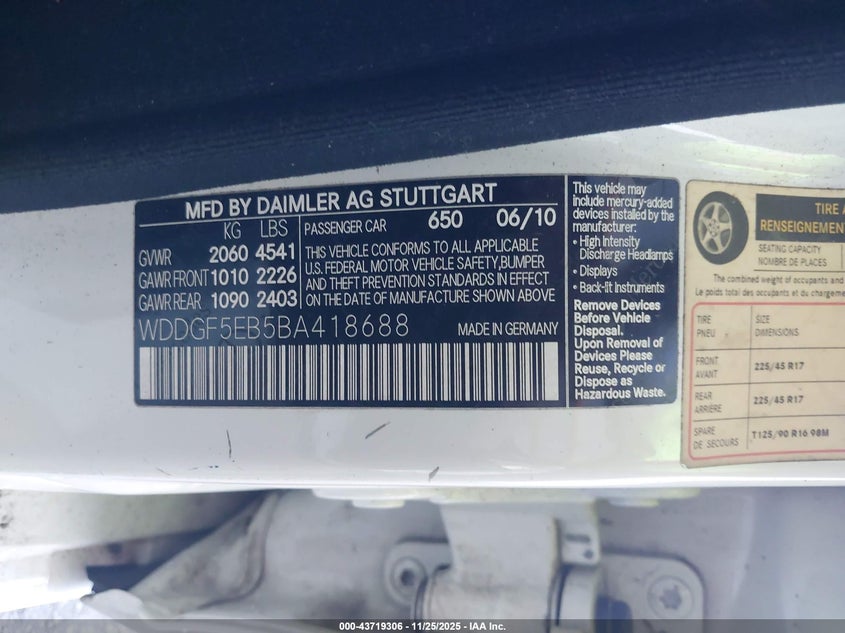 MFD BY DAIMLER AG STUTTGART
KG LBS
GVWR 2060 4541
GAWR FRONT 1010 2226
GAWR REAR 1090 2403
PASSENGER CAR 650 06/10
THIS VEHICLE CONFORMS TO ALL APPLICABLE
U.S. FEDERAL MOTOR VEHICLE SAFETY,BUMPER
AND THEFT PREVENTION STANDARDS IN EFFECT
ON THE DATE OF MANUFACTURE SHOWN ABOVE
WDDGF5EB5BA418688 MADE IN GERMANY
This vehicle may
include mercury-added
devices installed by the
manufacturer:
• High Intensity
Discharge Headlamps
• Displays
• Back-lit Instruments
Remove Devices
Before Vehicle
Disposal.
Upon Removal of
Devices Please
Reuse, Recycle or
Dispose as
Hazardous Waste.
TIRE A
RENSEIGNEMENT
SEATING CAPACITY
NOMBRE DE PLACES
The combined weight of occupants and
Le poids total des occupants et du chargeme
TIRE DIMENSIONS
PNEU
FRONT
AVANT
225/45 R17
REAR
ARRIÈRE
225/45 R17
SPARE
DE SECOURS
T125/90 R16 98M
000-43719306 - 11/25/2025 - IAA Inc.